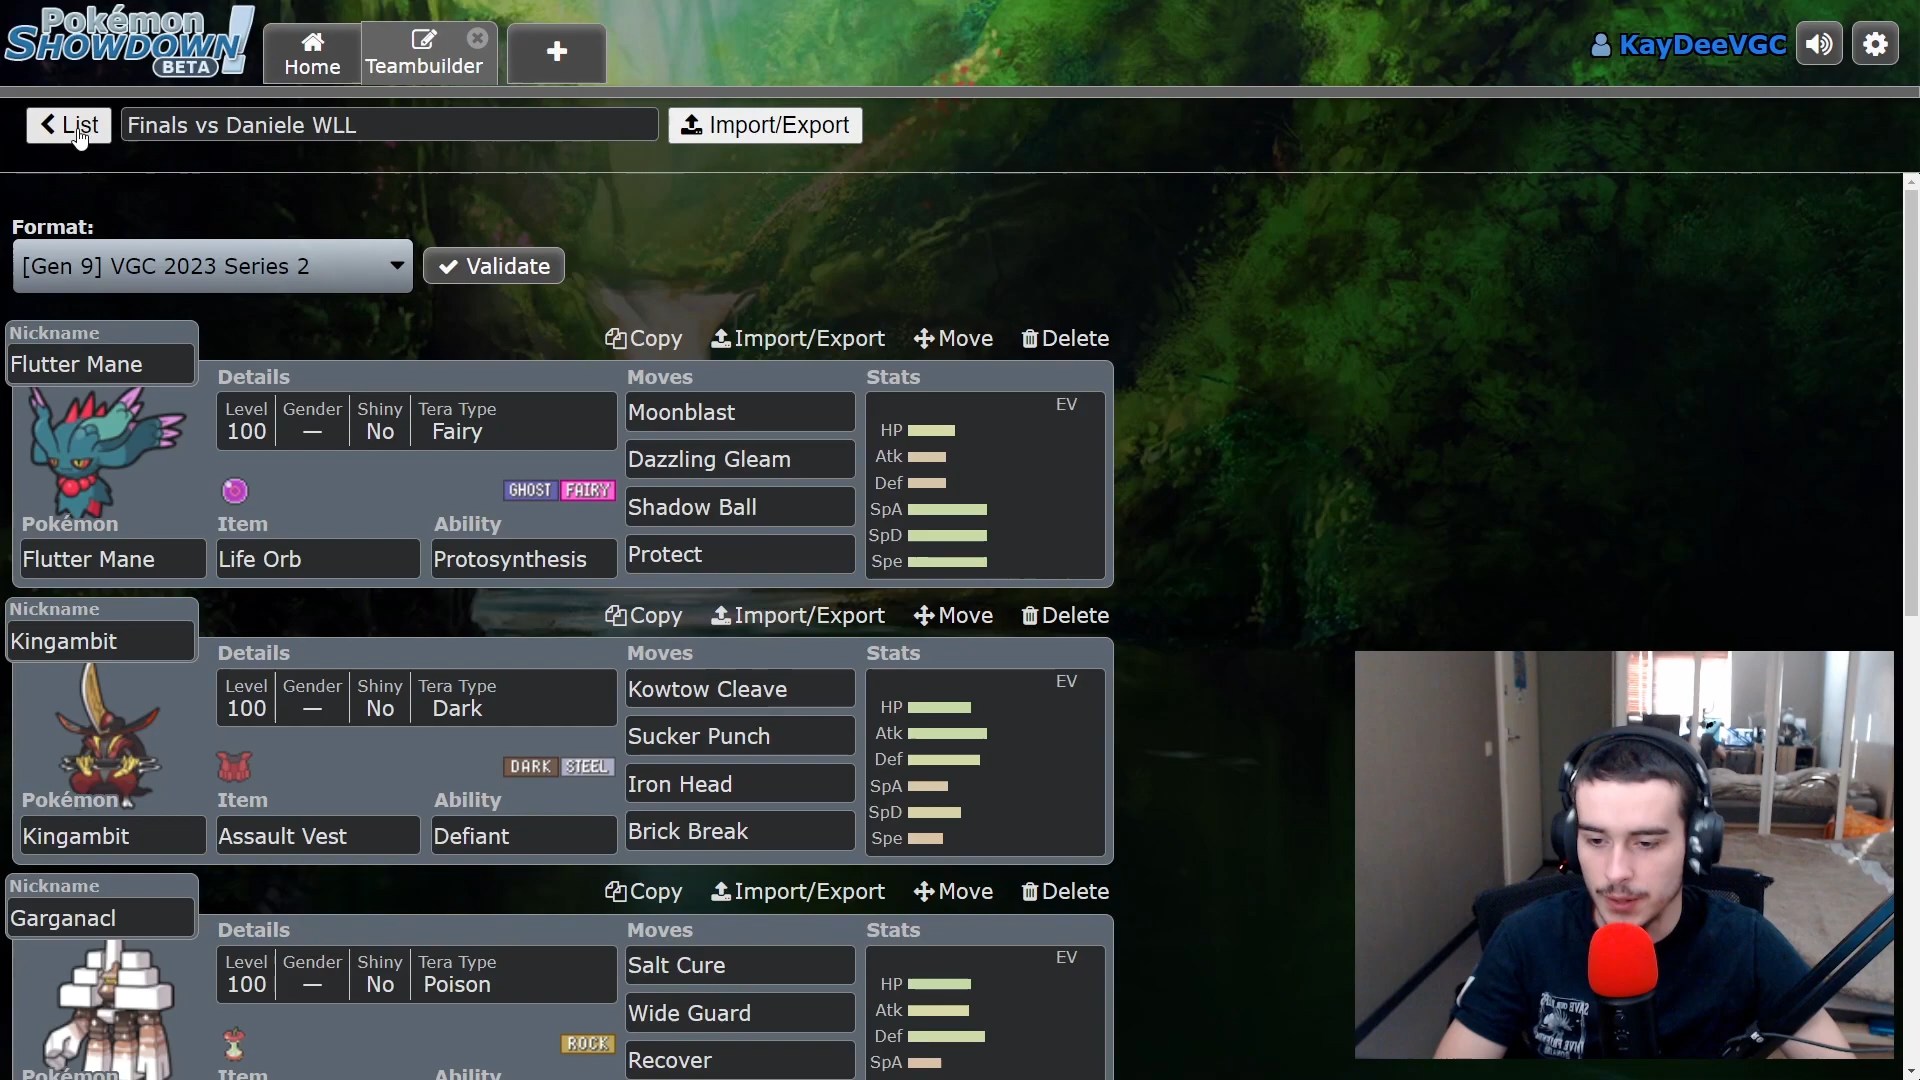 Pokémon
SHOWDOWN!
BETA
Home
Teambuilder
KayDeeVGC
List
Finals vs Daniele WLL
Import/Export
Format:
[Gen 9] VGC 2023 Series 2
Validate
Nickname
Flutter Mane
Copy Import/Export Move Delete
Details
Moves
Stats
Level Gender Shiny Tera Type
100 — No Fairy
Moonblast
Dazzling Gleam
Shadow Ball
Protect
EV
HP
Atk
Def
SpA
SpD
Spe
GHOST FAIRY
Pokémon Item Ability
Flutter Mane Life Orb Protosynthesis
Nickname
Kingambit
Copy Import/Export Move Delete
Details
Moves
Stats
Level Gender Shiny Tera Type
100 — No Dark
Kowtow Cleave
Sucker Punch
Iron Head
Brick Break
EV
HP
Atk
Def
SpA
SpD
Spe
DARK STEEL
Pokémon Item Ability
Kingambit Assault Vest Defiant
Nickname
Garganacl
Copy Import/Export Move Delete
Details
Moves
Stats
Level Gender Shiny Tera Type
100 — No Poison
Salt Cure
Wide Guard
Recover
EV
HP
Atk
Def
SpA
ROCK
Pokémon Item Ability